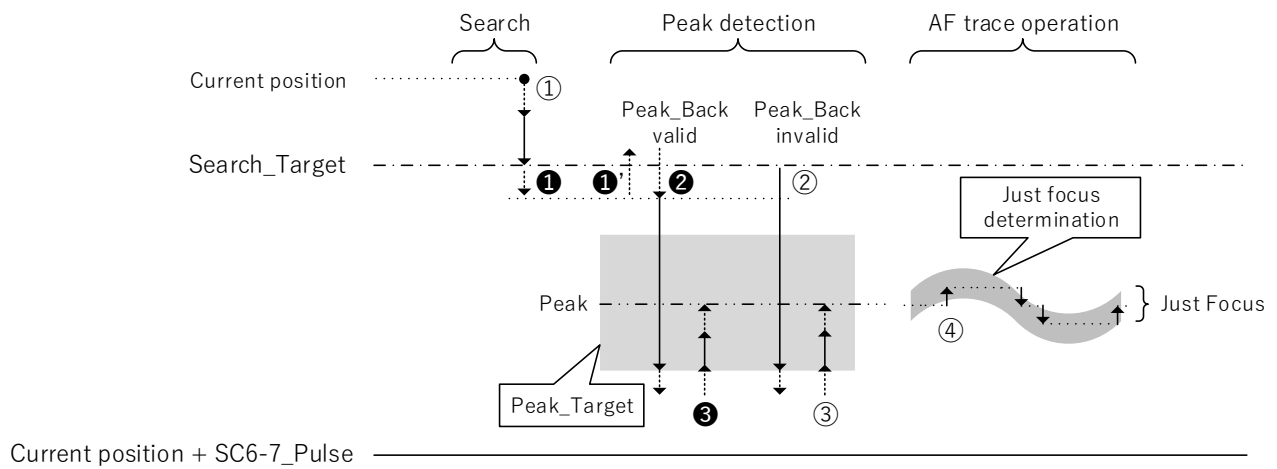 Search
Peak detection
AF trace operation
Current position
①
Peak_Back
valid
Peak_Back
invalid
Search_Target
❶
❶’
❷
②
Just focus
determination
Peak
Just Focus
④
Peak_Target
❸
③
Current position + SC6-7_Pulse